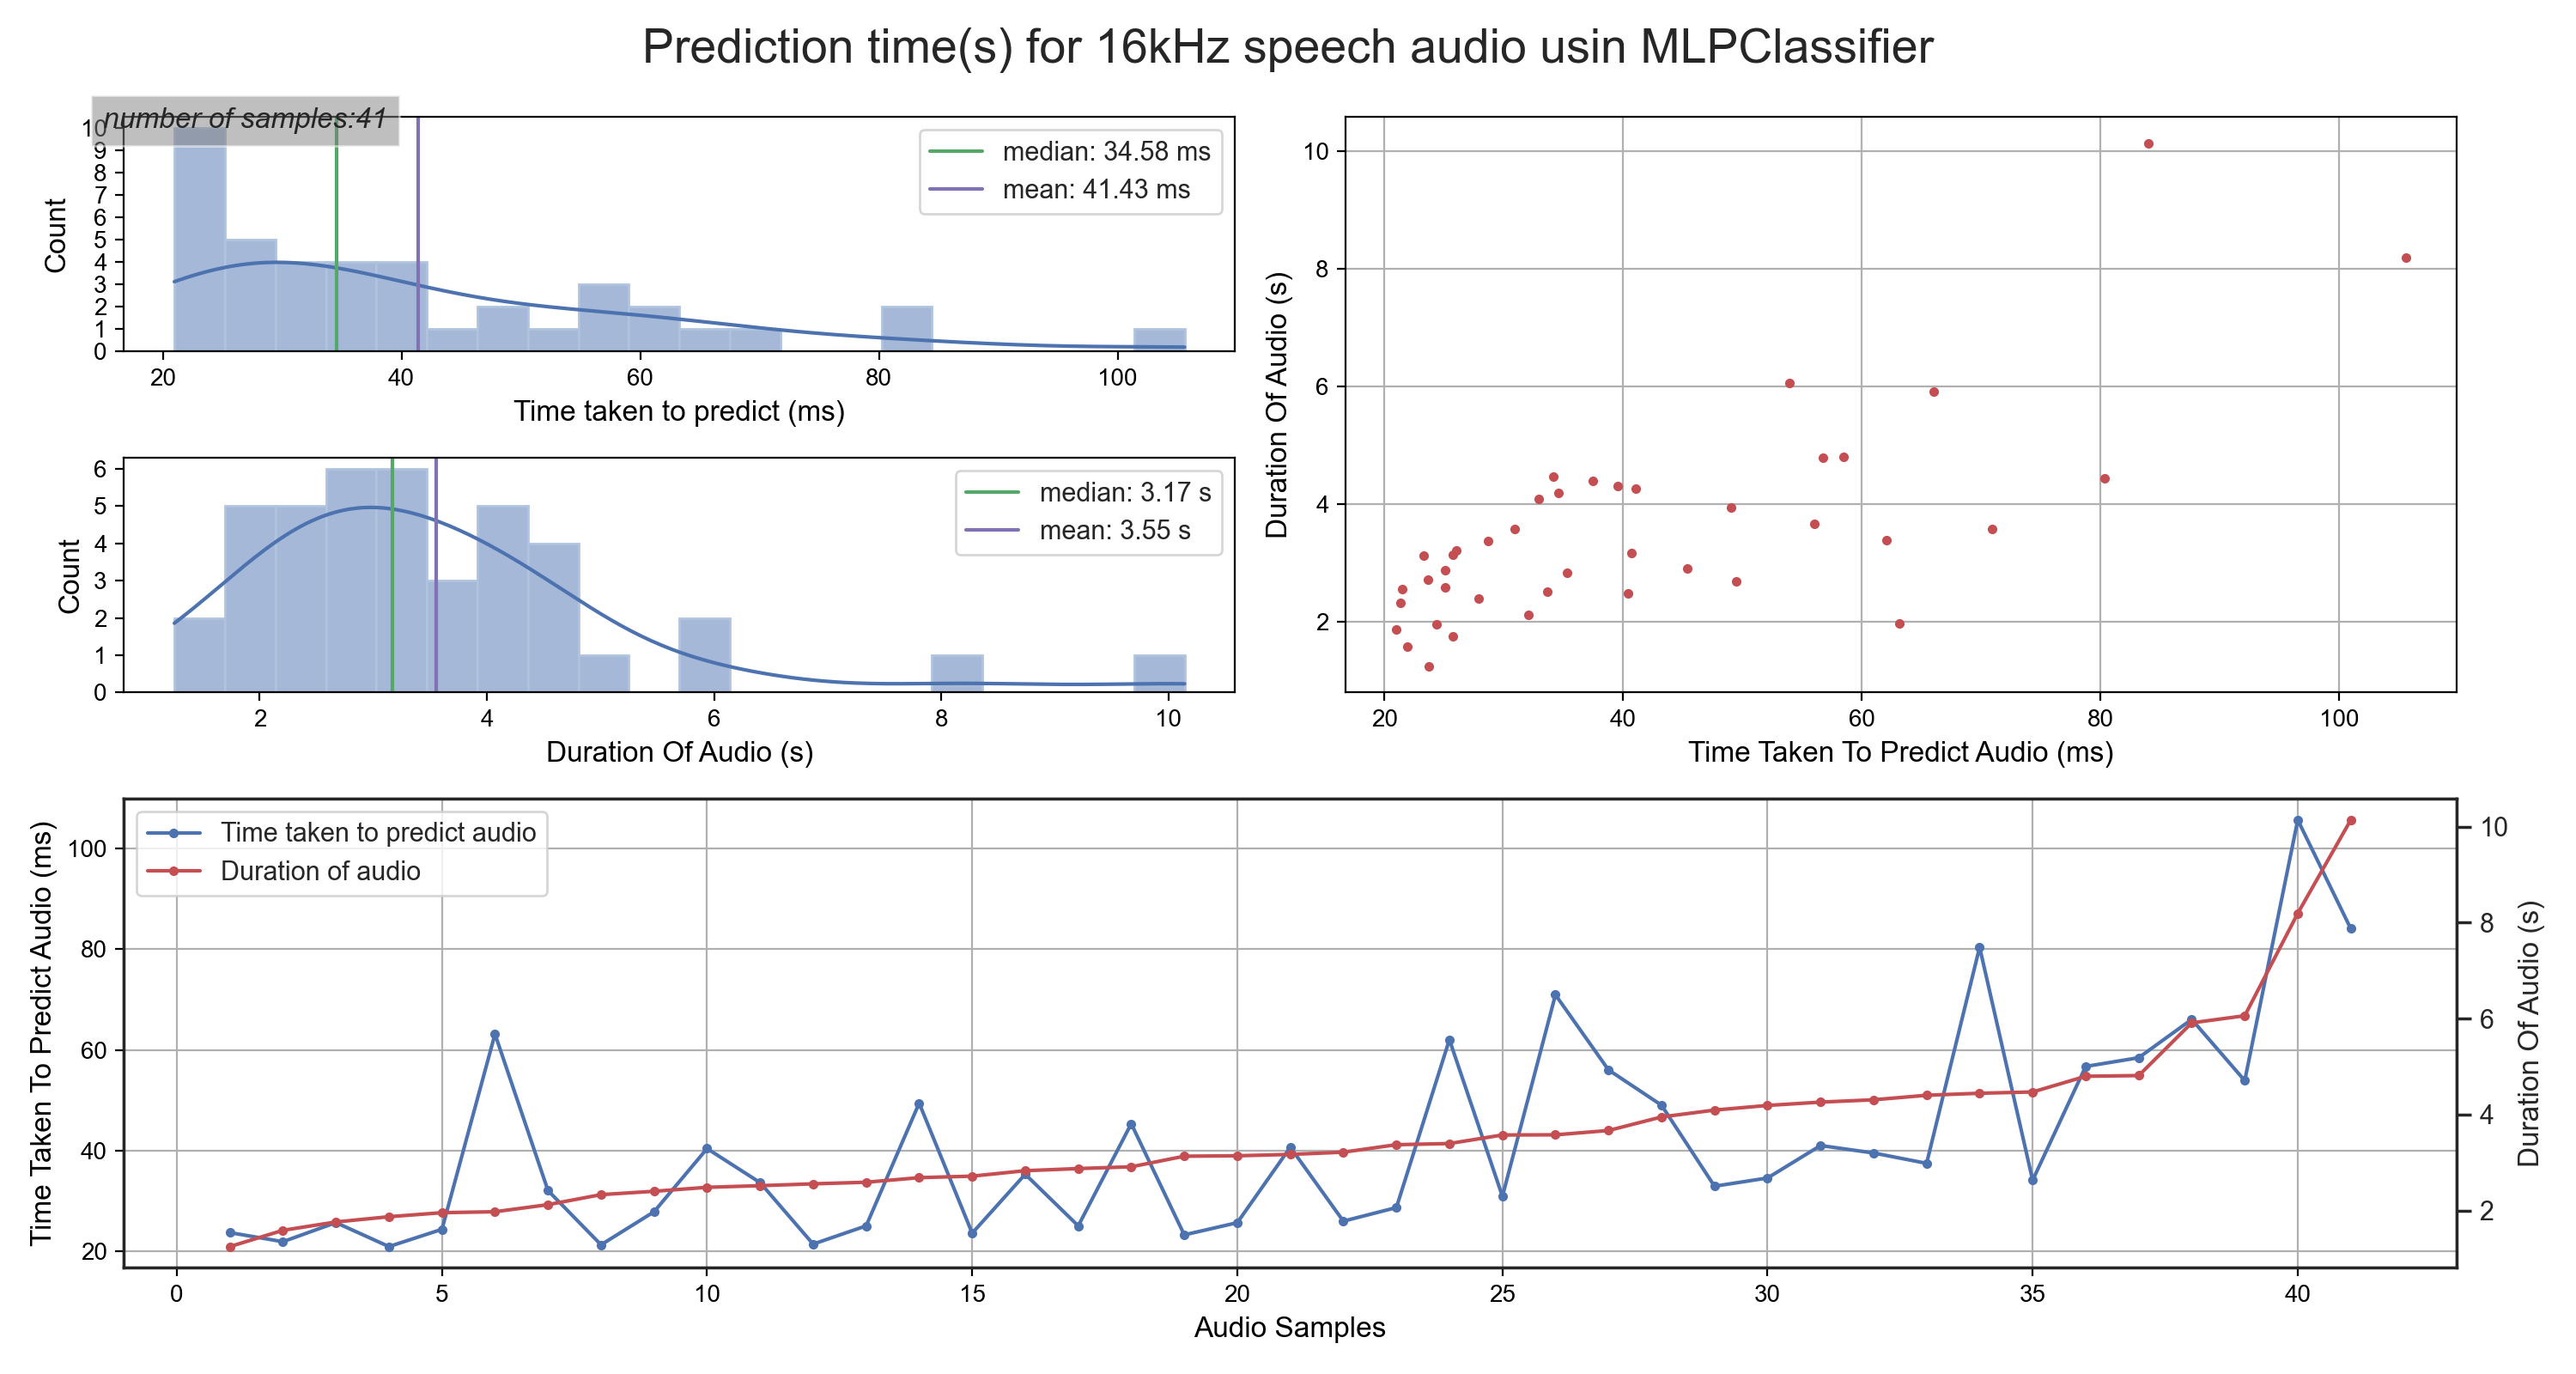 Prediction time(s) for 16kHz speech audio usin MLPClassifier
number of samples:41
Count
10
9
8
7
6
5
4
3
2
1
0
median: 34.58 ms
mean: 41.43 ms
20 40 60 80 100
Time taken to predict (ms)
Count
6
5
4
3
2
1
0
median: 3.17 s
mean: 3.55 s
2 4 6 8 10
Duration Of Audio (s)
Duration Of Audio (s)
10
8
6
4
2
20 40 60 80 100
Time Taken To Predict Audio (ms)
Time Taken To Predict Audio (ms)
100
80
60
40
20
Time taken to predict audio
Duration of audio
10
8
6
4
2
Duration Of Audio (s)
0 5 10 15 20 25 30 35 40
Audio Samples